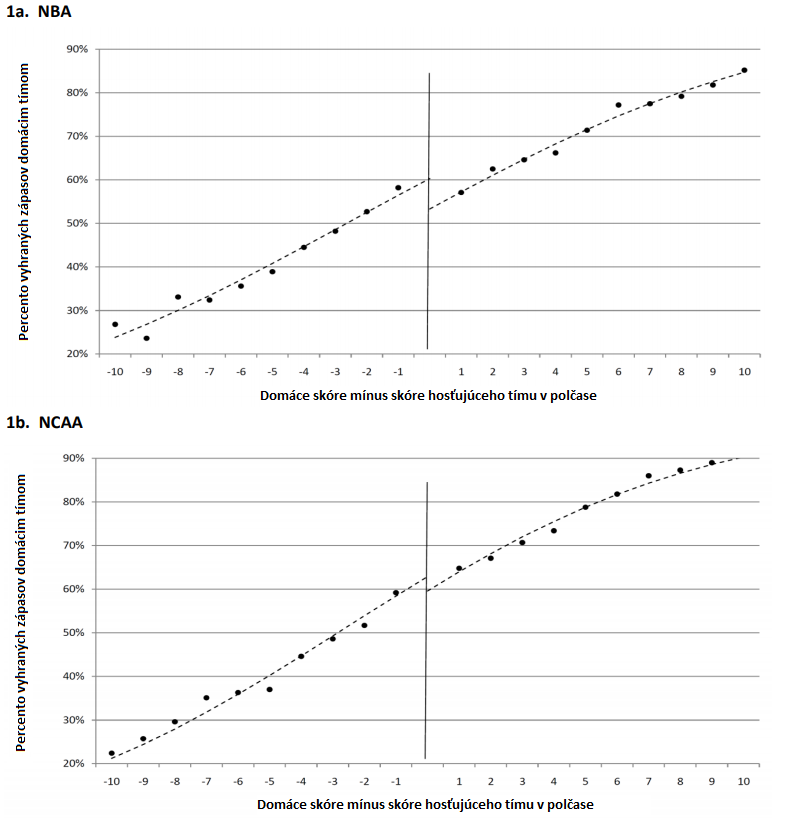 1a. NBA
Percento vyhraných zápasov domácim tímom
90%
80%
70%
60%
50%
40%
30%
20%
-10 -9 -8 -7 -6 -5 -4 -3 -2 -1 1 2 3 4 5 6 7 8 9 10
Domáce skóre mínus skóre hosťujúceho tímu v polčase
1b. NCAA
Percento vyhraných zápasov domácim tímom
90%
80%
70%
60%
50%
40%
30%
20%
-10 -9 -8 -7 -6 -5 -4 -3 -2 -1 1 2 3 4 5 6 7 8 9 10
Domáce skóre mínus skóre hosťujúceho tímu v polčase